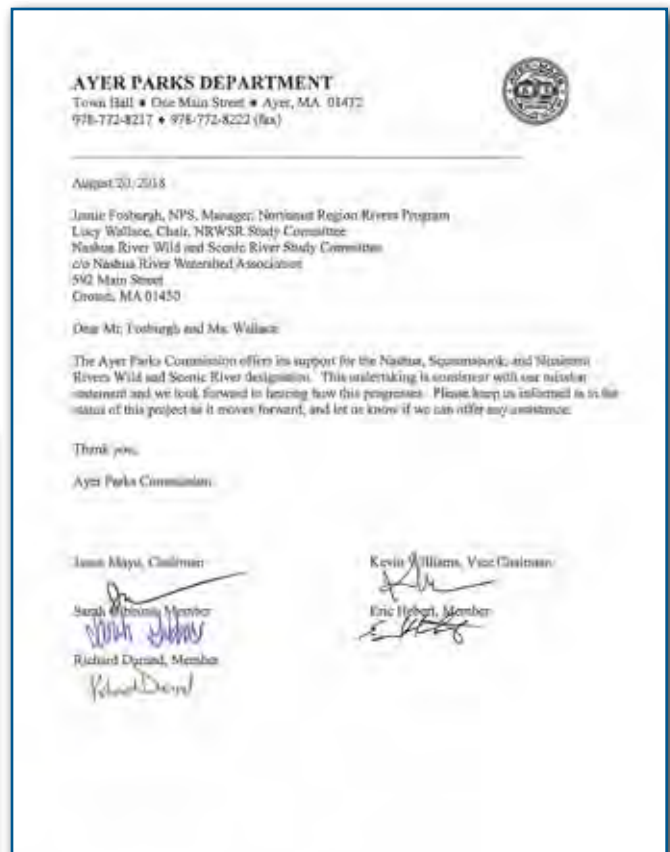 AYER PARKS DEPARTMENT
Town Hall • One Main Street • Ayer, MA 01432
978-772-8217 • 978-772-8222 (fax)
August 20, 2018
Jamie Fosburgh, NPS, Manager, Northeast Region Rivers Program
Lucy Wallace, Chair, NRWSR Study Committee
Nashua River Wild and Scenic River Study Committee
c/o Nashua River Watershed Association
592 Main Street
Groton, MA 01450
Dear Mr. Fosburgh and Ms. Wallace
The Ayer Parks Commission offers its support for the Nashua, Squannacook, and Nissitissit
Rivers Wild and Scenic River designation. This undertaking is consistent with our mission
statement and we look forward to hearing how this progresses. Please keep us informed as to the
status of this project as it moves forward, and let us know if we can offer any assistance.
Thank you,
Ayer Parks Commission
Jason Mayo, Chairman
Kevin Williams, Vice Chairman
Sarah Gibbons, Member
Eric Hebert, Member
Sarah Gibbons
Richard Durand, Member
Richard Durand